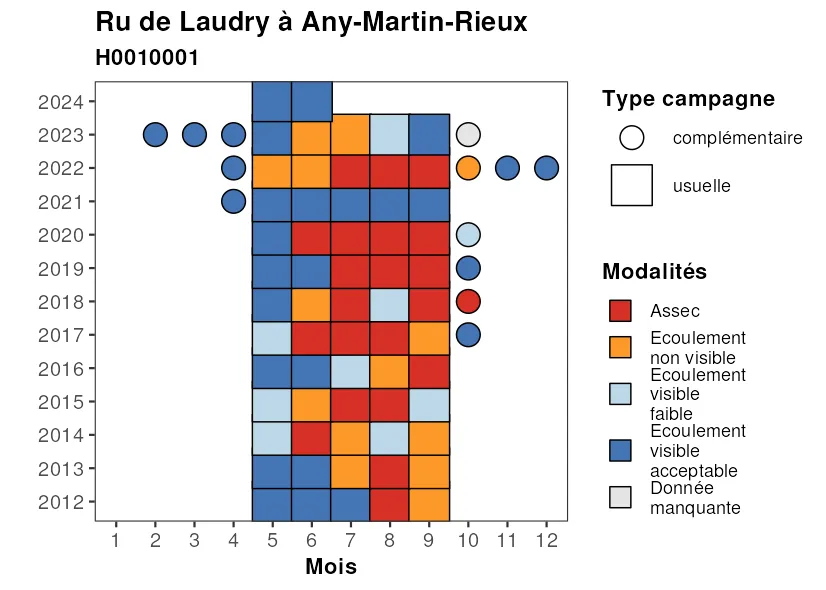 Ru de Laudry à Any-Martin-Rieux
H0010001
2024
2023
2022
2021
2020
2019
2018
2017
2016
2015
2014
2013
2012
1 2 3 4 5 6 7 8 9 10 11 12
Mois
Type campagne
complémentaire
usuelle
Modalités
Assec
Ecoulement
non visible
Ecoulement
visible
faible
Ecoulement
visible
acceptable
Donnée
manquante